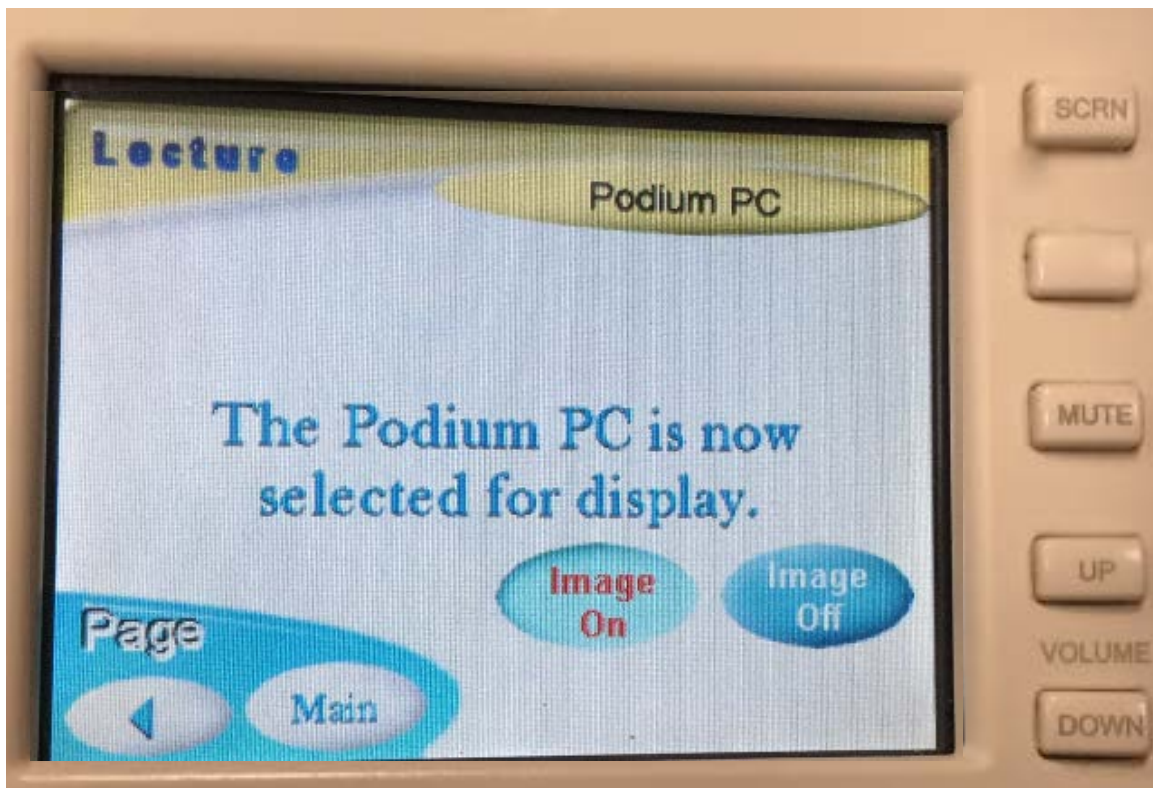 Lecture
Podium PC
The Podium PC is now
selected for display.
Image
On
Image
Off
Page
Main
SCRN
MUTE
UP
VOLUME
DOWN